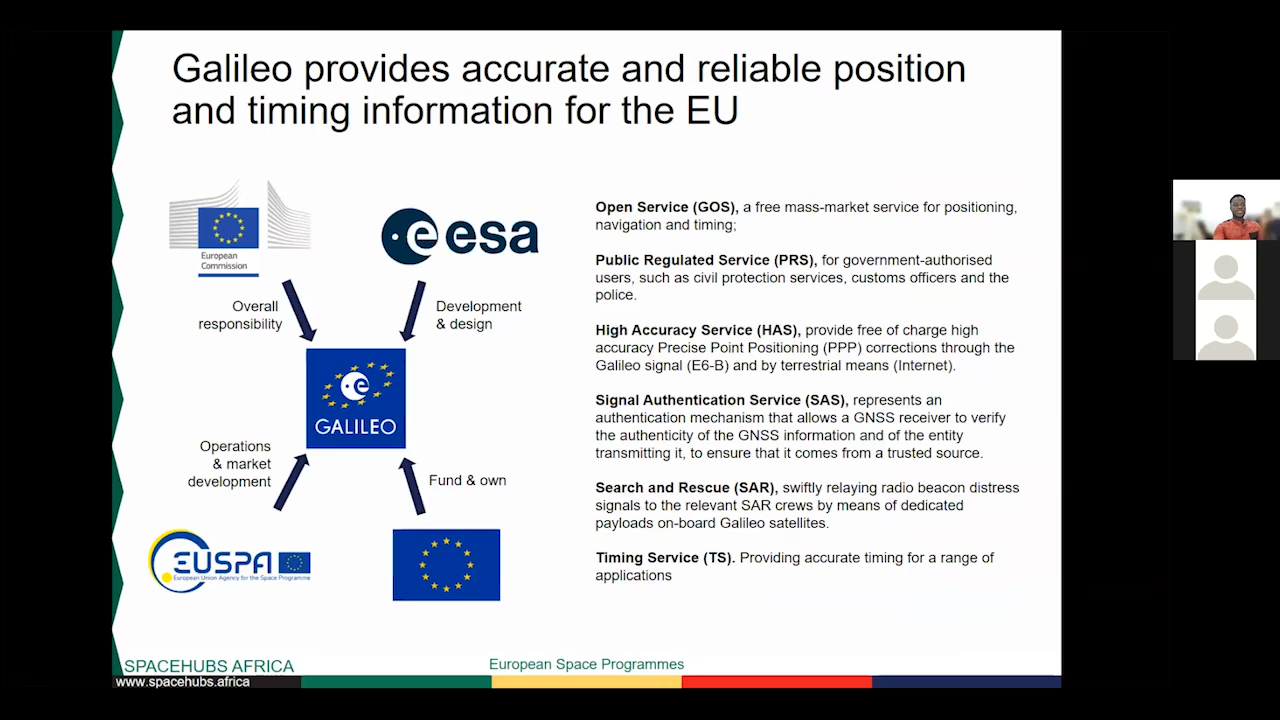 Galileo provides accurate and reliable position
and timing information for the EU
European
Commission
esa
Overall
responsibility
Development
& design
GALILEO
Operations
& market
development
Fund & own
EUSPA
European Union Agency for the Space Programme
Open Service (GOS), a free mass-market service for positioning,
navigation and timing;
Public Regulated Service (PRS), for government-authorised
users, such as civil protection services, customs officers and the
police.
High Accuracy Service (HAS), provide free of charge high
accuracy Precise Point Positioning (PPP) corrections through the
Galileo signal (E6-B) and by terrestrial means (Internet).
Signal Authentication Service (SAS), represents an
authentication mechanism that allows a GNSS receiver to verify
the authenticity of the GNSS information and of the entity
transmitting it, to ensure that it comes from a trusted source.
Search and Rescue (SAR), swiftly relaying radio beacon distress
signals to the relevant SAR crews by means of dedicated
payloads on-board Galileo satellites.
Timing Service (TS). Providing accurate timing for a range of
applications
SPACEHUBS AFRICA
European Space Programmes
www.spacehubs.africa